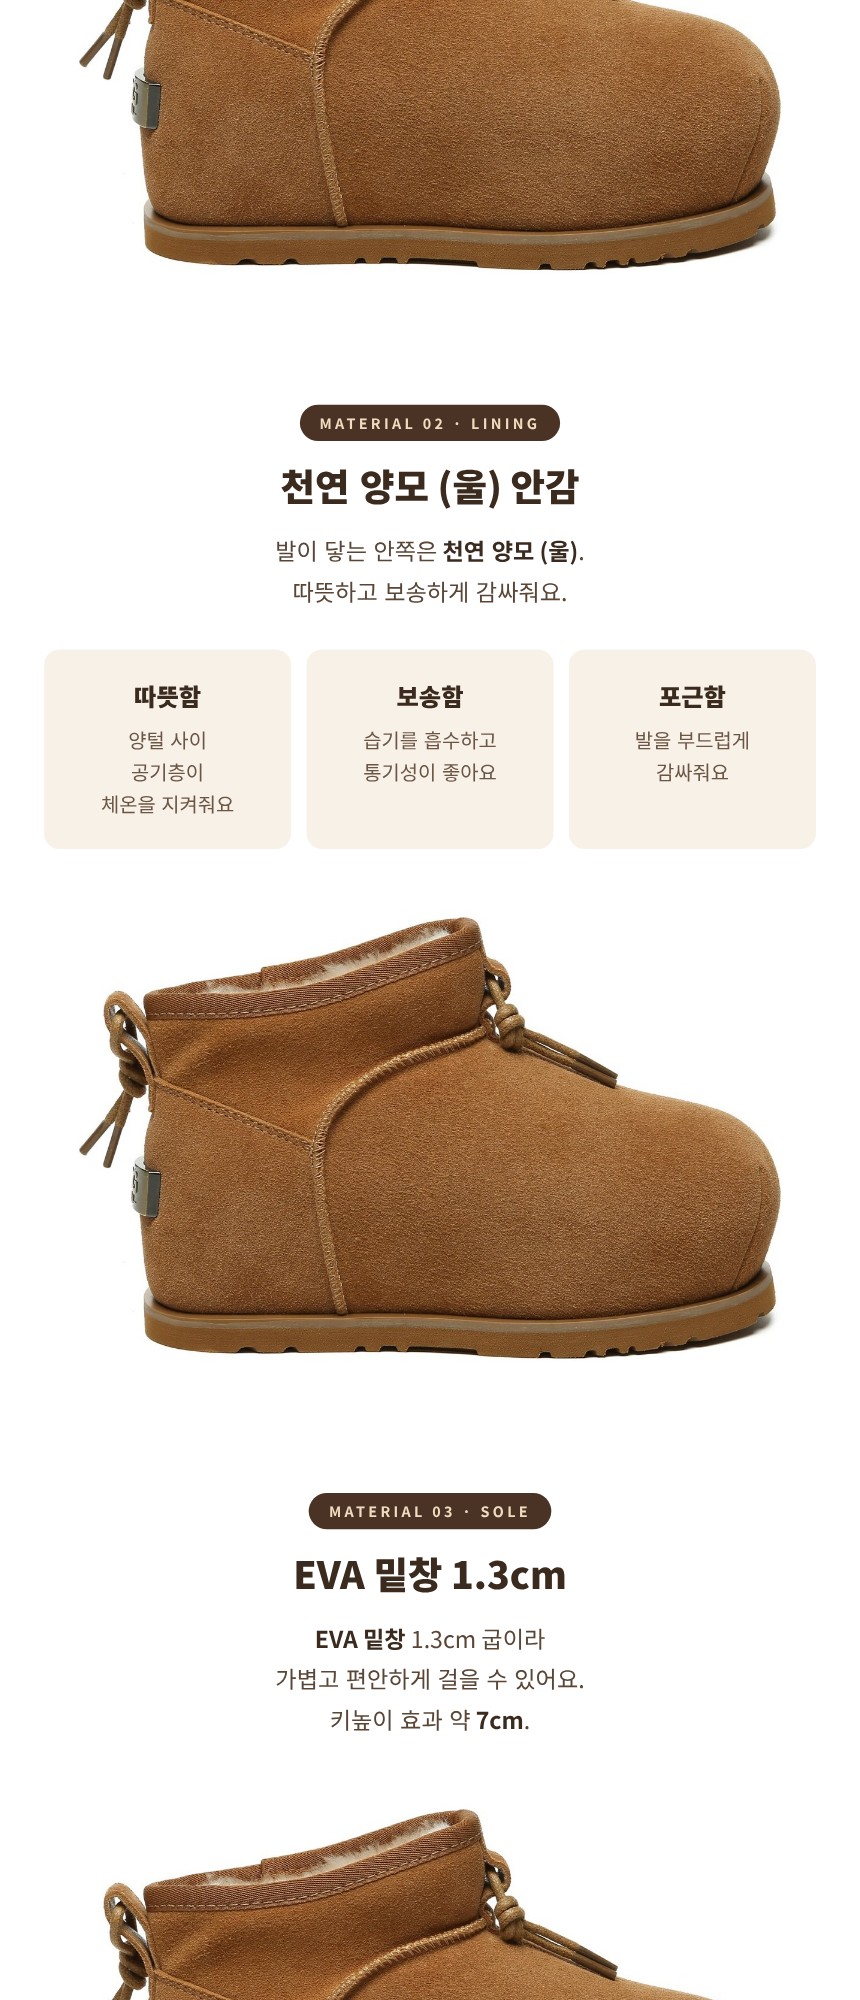 MATERIAL 02 · LINING
천연 양모 (울) 안감
발이 닿는 안쪽은 천연 양모 (울).
따뜻하고 보송하게 감싸줘요.
따뜻함
양털 사이
공기층이
체온을 지켜줘요
보송함
습기를 흡수하고
통기성이 좋아요
포근함
발을 부드럽게
감싸줘요
MATERIAL 03 · SOLE
EVA 밑창 1.3cm
EVA 밑창 1.3cm 굽이라
가볍고 편안하게 걸을 수 있어요.
키높이 효과 약 7cm.